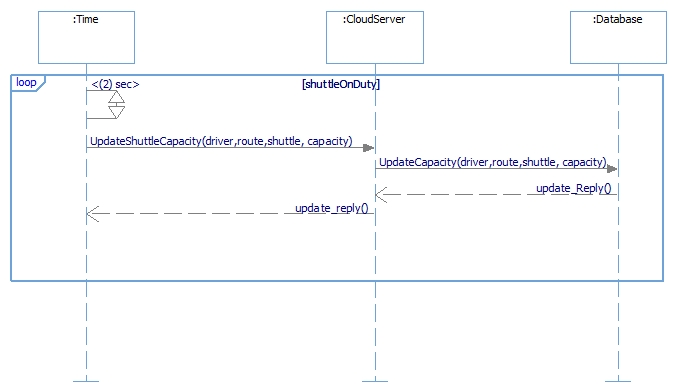 :Time
:CloudServer
:Database
loop
<(2) sec>
[shuttleOnDuty]
UpdateShuttleCapacity(driver,route,shuttle, capacity)
UpdateCapacity(driver,route,shuttle, capacity)
update_Reply()
update_reply()